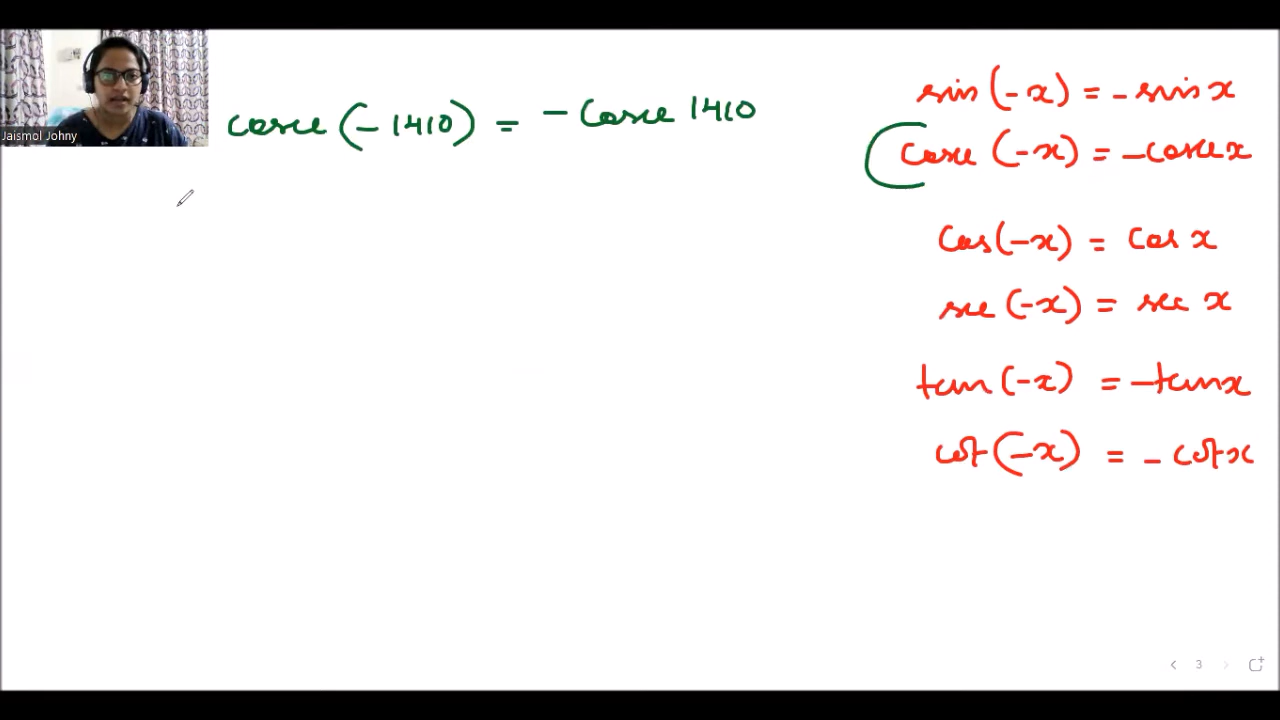 Jaismol Johny
cosec (-1410) = - cosec 1410
sin (-x) = - sin x
cosec (-x) = - cosec x
cos (-x) = cos x
sec (-x) = sec x
tan (-x) = - tan x
cot (-x) = - cot x
3